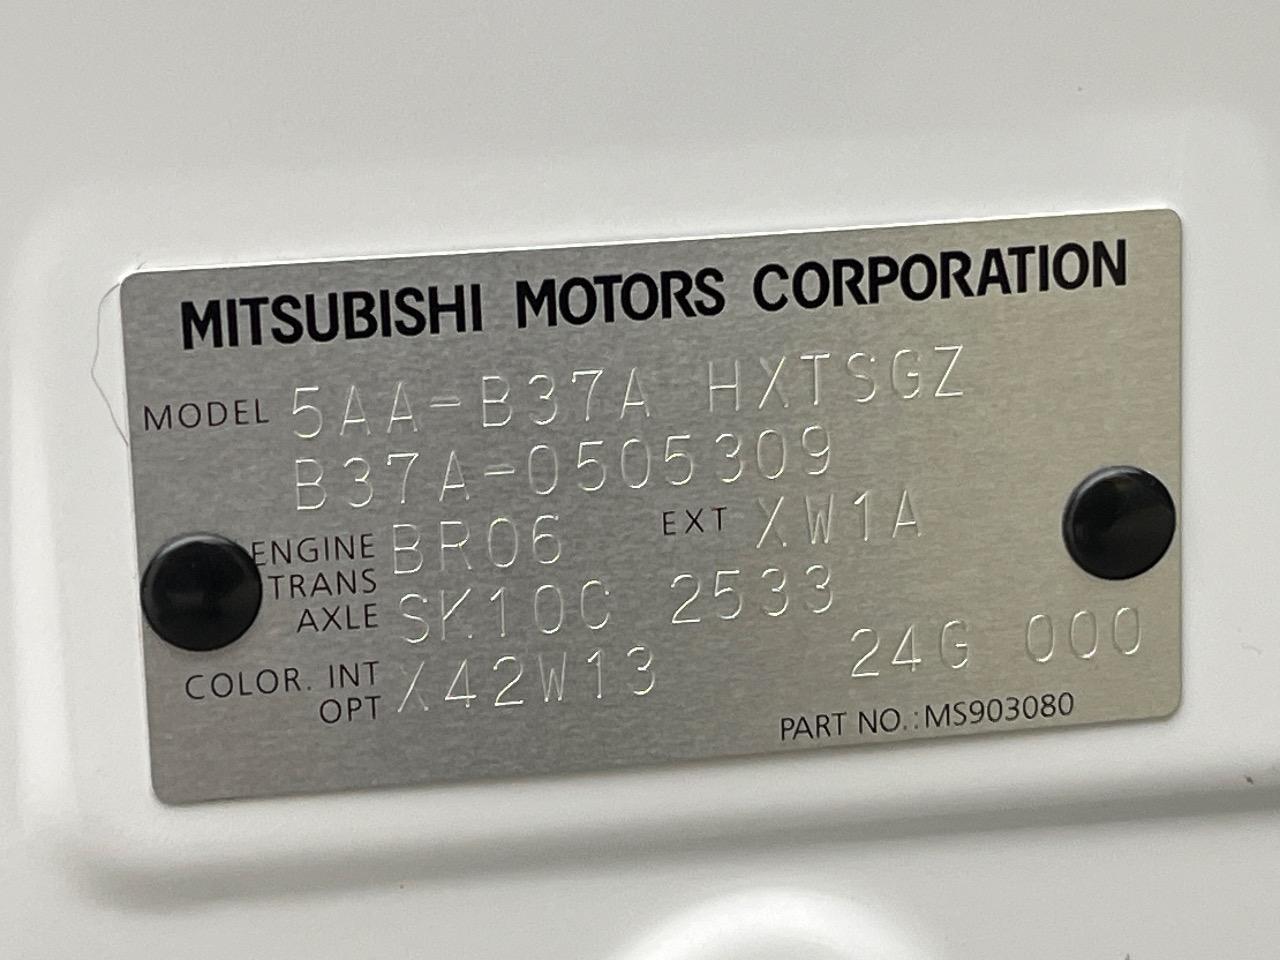 MITSUBISHI MOTORS CORPORATION
MODEL 5AA-B37A HXTSGZ
B37A-0505309
ENGINE BR06 EXT XW1A
TRANS
AXLE SK10C 2533
COLOR. INT X42W13 24G 000
OPT
PART NO.:MS903080